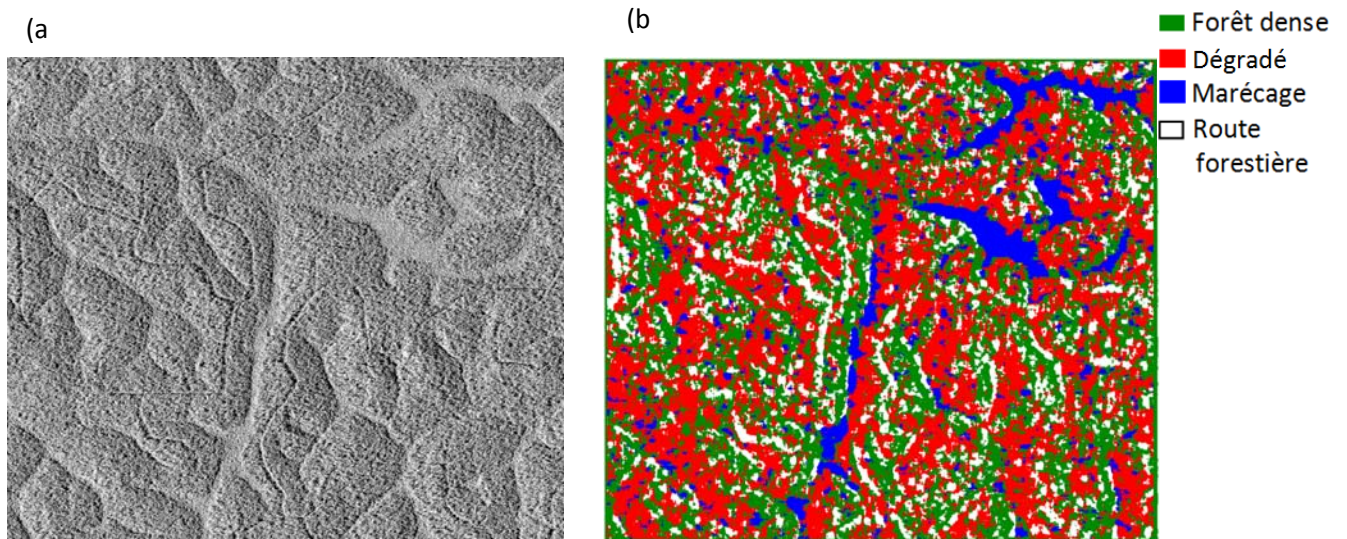 (a
(b)
Forêt dense
Dégradé
Marécage
Route
forestière